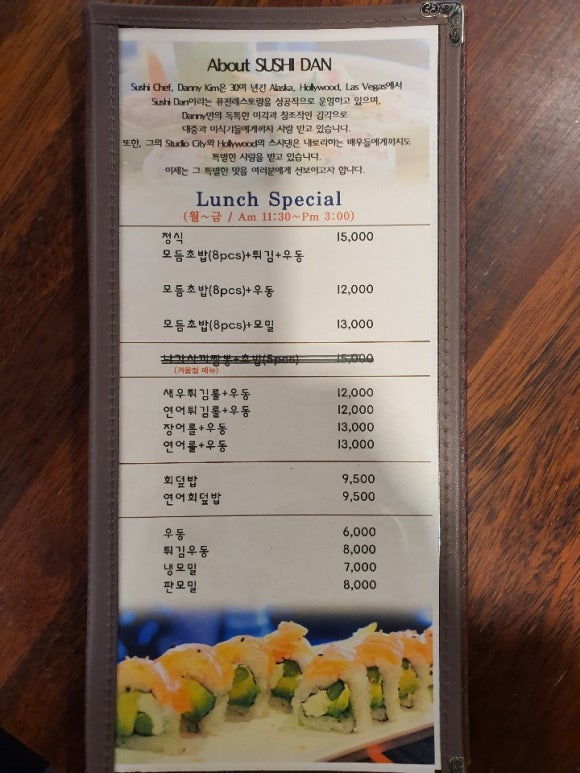 About SUSHI DAN
Sushi Chef, Danny Kim은 30여 년간 Alaska, Hollywood, Las Vegas에서
Sushi Dan이라는 퓨전레스토랑을 성공적으로 운영하고 있으며,
Danny만의 독특한 미각과 창조적인 감각으로
대중과 미식가들에게까지 사랑 받고 있습니다.
또한, 그의 Studio City와 Hollywood의 스시댄은 내로라하는 배우들에게까지도
특별한 사랑을 받고 있습니다.
이제는 그 특별한 맛을 여러분에게 선보이고자 합니다.
Lunch Special
(월~금 / Am 11:30~Pm 3:00)
정식 15,000
모듬초밥(8pcs)+튀김+우동
모듬초밥(8pcs)+우동 12,000
모듬초밥(8pcs)+모밀 13,000
나가사끼짬뽕+초밥(5pcs) 15,000
(겨울철 메뉴)
새우튀김롤+우동 12,000
연어튀김롤+우동 12,000
장어롤+우동 13,000
연어롤+우동 13,000
회덮밥 9,500
연어회덮밥 9,500
우동 6,000
튀김우동 8,000
냉모밀 7,000
판모밀 8,000